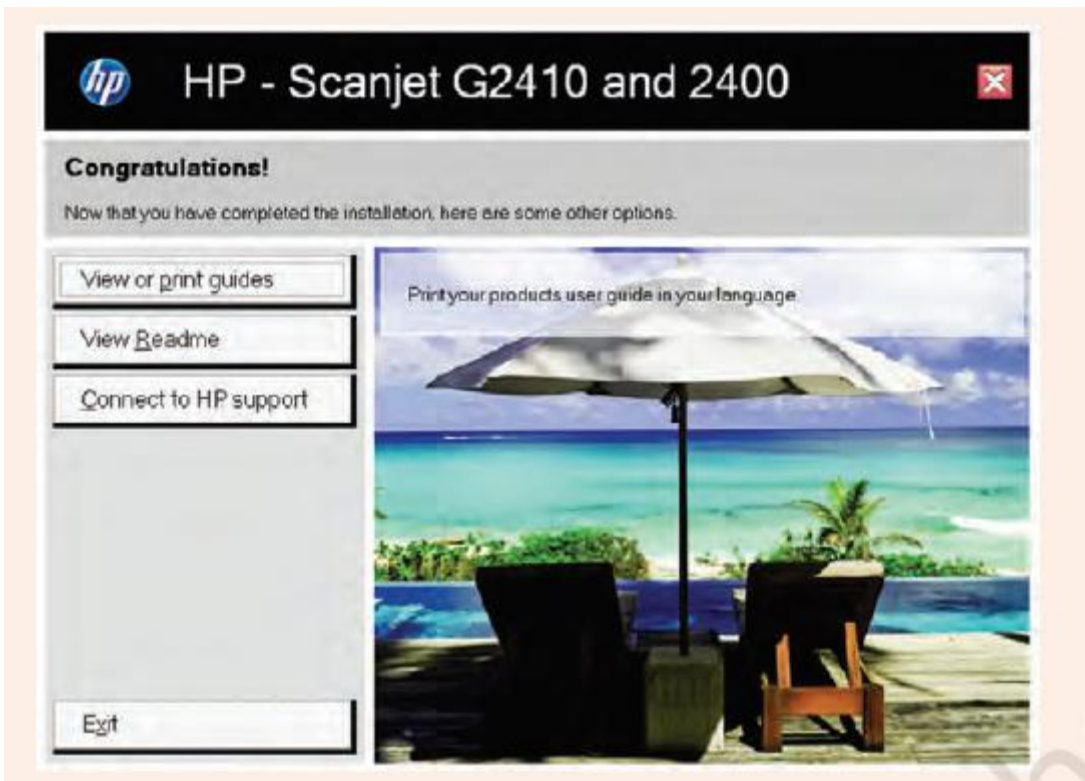 hp
HP - Scanjet G2410 and 2400
Congratulations!
Now that you have completed the installation, here are some other options.
View or print guides
Print your products user guide in your language.
View Readme
Connect to HP support
Exit